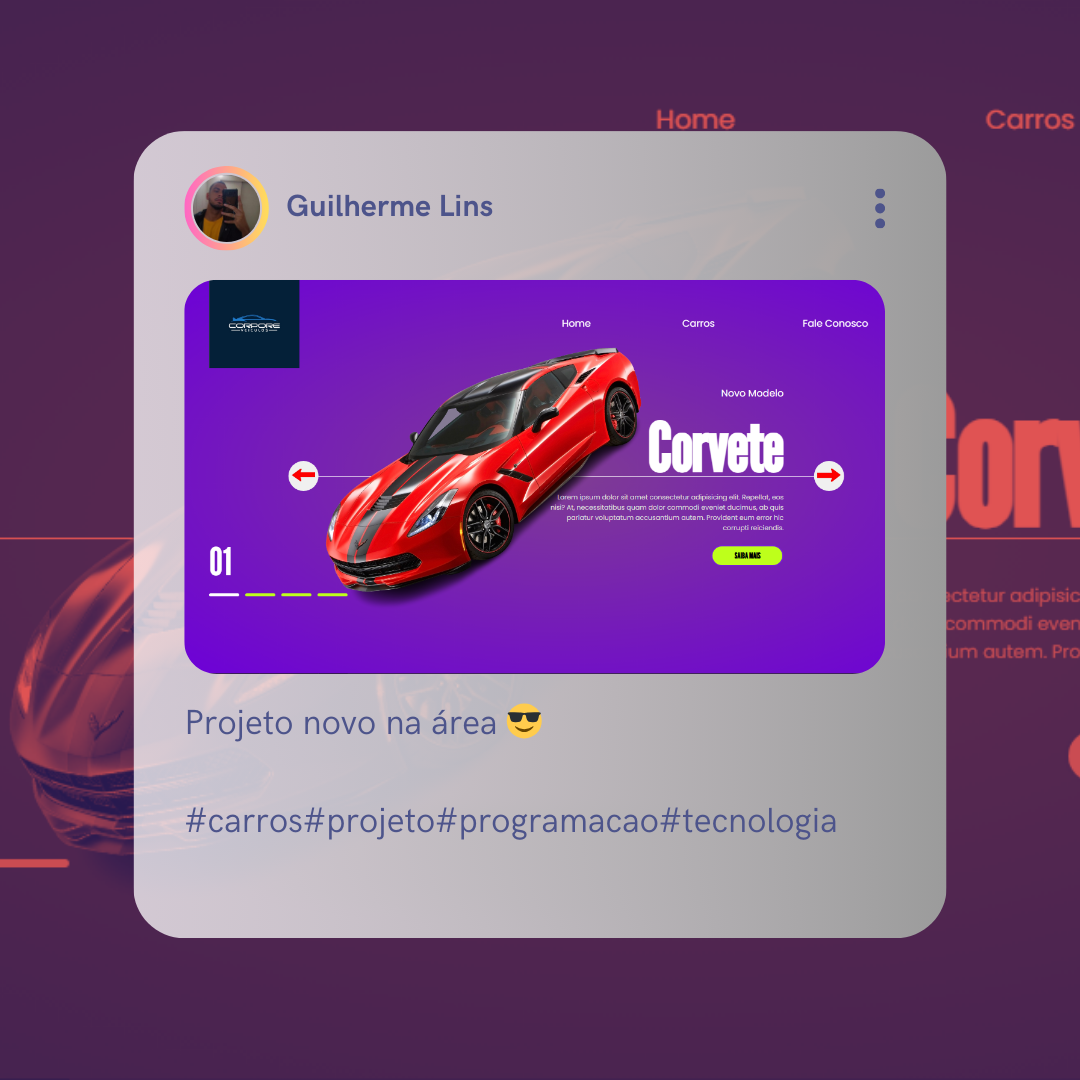 Home
Carros
Guilherme Lins
CORPORE
VEÍCULOS
Home
Carros
Fale Conosco
Novo Modelo
Corvete
Lorem ipsum dolor sit amet consectetur adipisicing elit. Repellat, eos
nisi? At, necessitatibus quam dolor commodi eveniet ducimus, ab quis
pariatur voluptatum accusantium autem. Provident eum error hic
corrupti reiciendis.
SAIBA MAIS
01
Corv
ectetur adipisic
commodi even
um autem. Pro
Projeto novo na área 😎
#carros#projeto#programacao#tecnologia